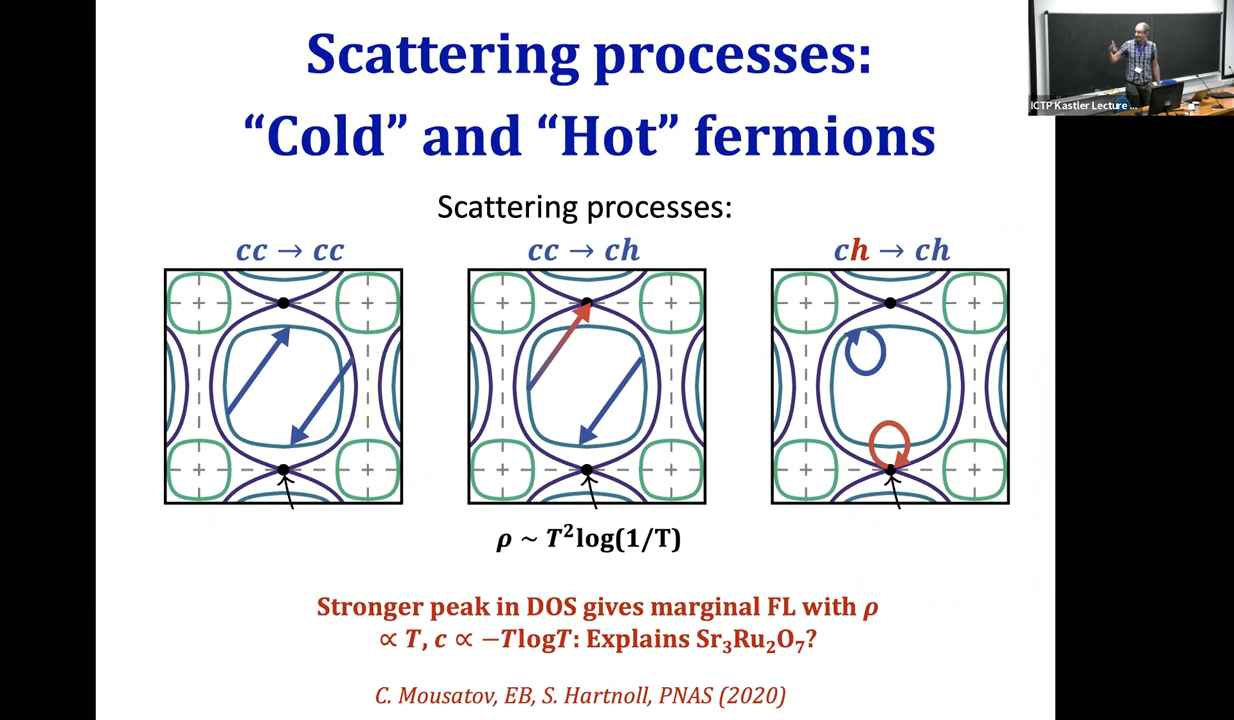 Scattering processes:
“Cold” and “Hot” fermions
ICTP Kastler Lecture ...
Scattering processes:
cc → cc
cc → ch
ch → ch
ρ ~ T²log(1/T)
Stronger peak in DOS gives marginal FL with ρ
∝ T, c ∝ −TlogT: Explains Sr₃Ru₂O₇?
C. Mousatov, EB, S. Hartnoll, PNAS (2020)